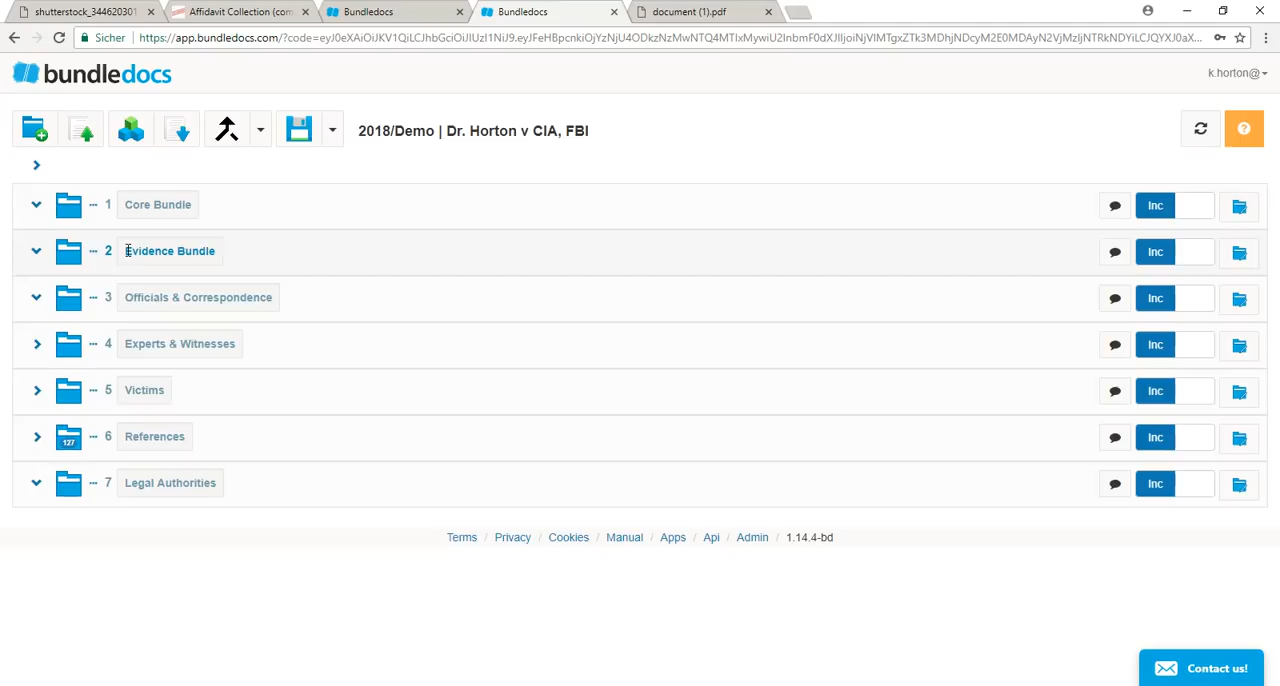 shutterstock_344620301
Affidavit Collection (com
Bundledocs
Bundledocs
document (1).pdf
Sicher
https://app.bundledocs.com/?code=
bundledocs
k.horton@
2018/Demo | Dr. Horton v CIA, FBI
?
1 Core Bundle Inc
2 Evidence Bundle Inc
3 Officials & Correspondence Inc
4 Experts & Witnesses Inc
5 Victims Inc
127 6 References Inc
7 Legal Authorities Inc
Terms / Privacy / Cookies / Manual / Apps / Api / Admin / 1.14.4-bd
Contact us!